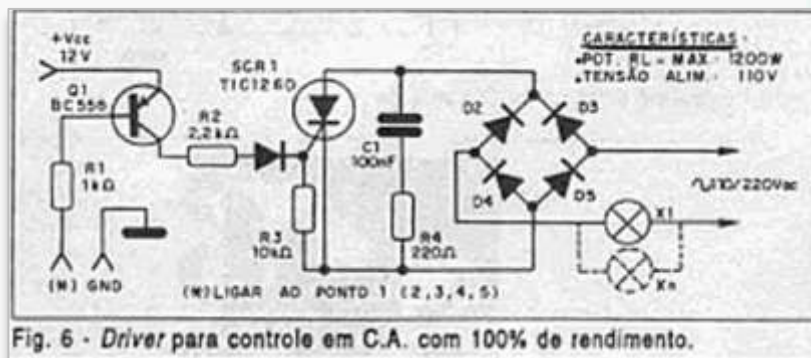 +Vcc
12V
Q1
BC558
R1
1kΩ
(N) GND
R2
2,2kΩ
SCR1
TIC126D
R3
10kΩ
C1
100nF
R4
220Ω
D2
D3
D4
D5
CARACTERÍSTICAS:
•POT. RL = MAX: 1200W
•TENSÃO ALIM.: 110V
110/220Vac
X1
Xn
(N) LIGAR AO PONTO 1 (2,3,4,5)
Fig. 6 - Driver para controle em C.A. com 100% de rendimento.